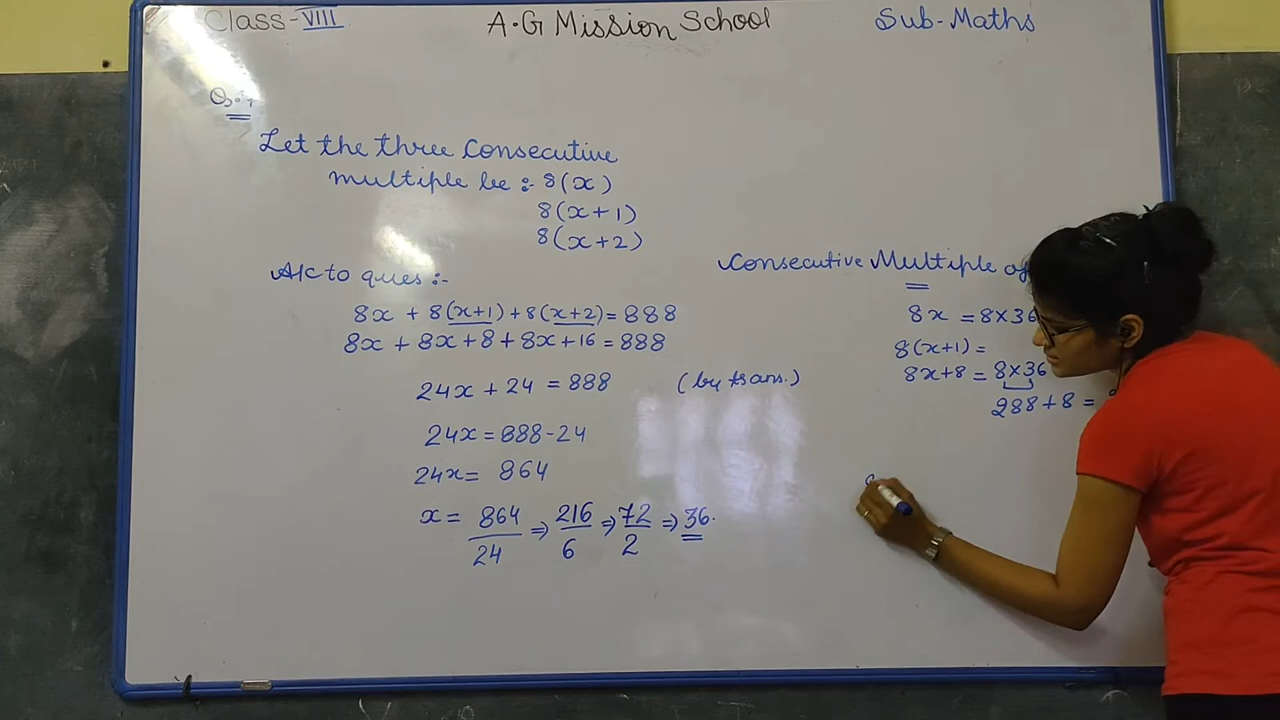 Class-VIII A.G Mission School Sub-Maths
Q.1
Let the three consecutive
multiple be :- 8(x)
8(x+1)
8(x+2)
A/c to ques :-
8x + 8(x+1) + 8(x+2) = 888
8x + 8x + 8 + 8x + 16 = 888
24x + 24 = 888 (by trans.)
24x = 888-24
24x = 864
x = 864/24 ⇒ 216/6 ⇒ 72/2 ⇒ 36.
Consecutive Multiple of
8x = 8×36
8(x+1) =
8x+8 = 8×36
288+8 =